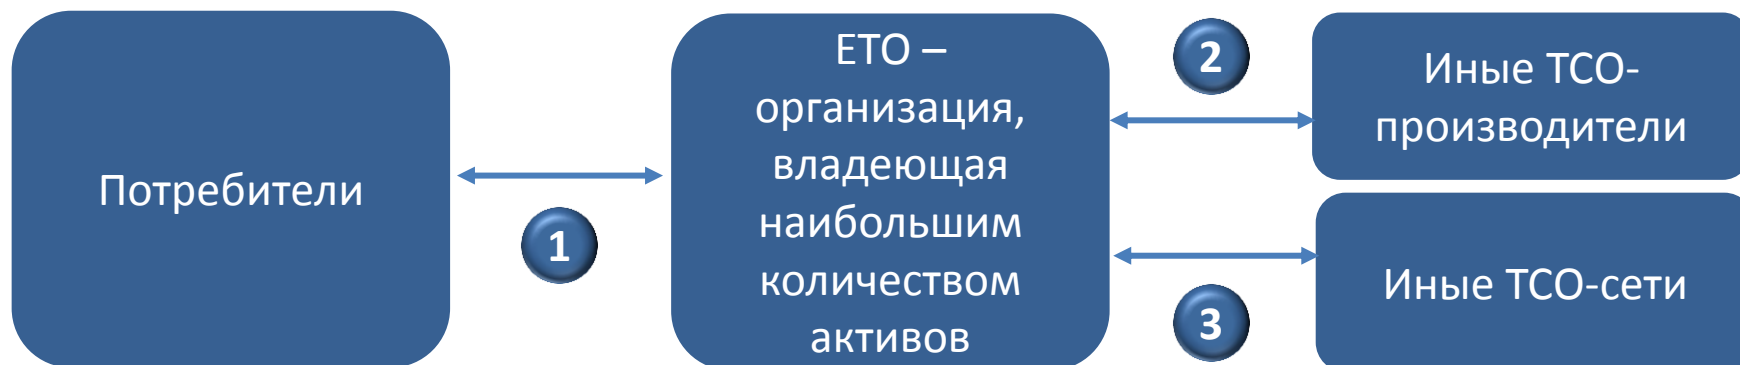 Потребители
1
ЕТО –
организация,
владеющая
наибольшим
количеством
активов
2
Иные ТСО-
производители
3
Иные ТСО-сети